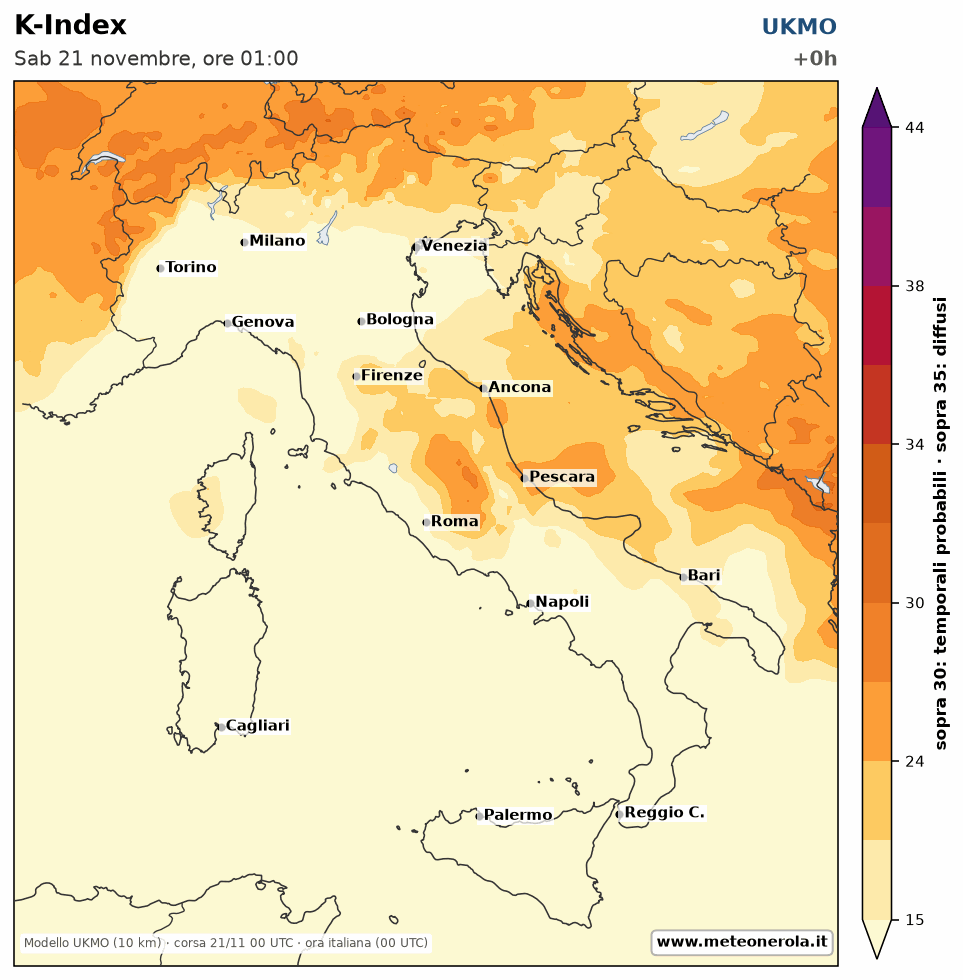 K-Index
UKMO
Sab 21 novembre, ore 01:00
+0h
44
38
34
30
24
15
sopra 30: temporali probabili · sopra 35: diffusi
Milano
Venezia
Torino
Genova
Bologna
Firenze
Ancona
Pescara
Roma
Bari
Napoli
Cagliari
Palermo
Reggio C.
Modello UKMO (10 km) · corsa 21/11 00 UTC · ora italiana (00 UTC)
www.meteonerola.it